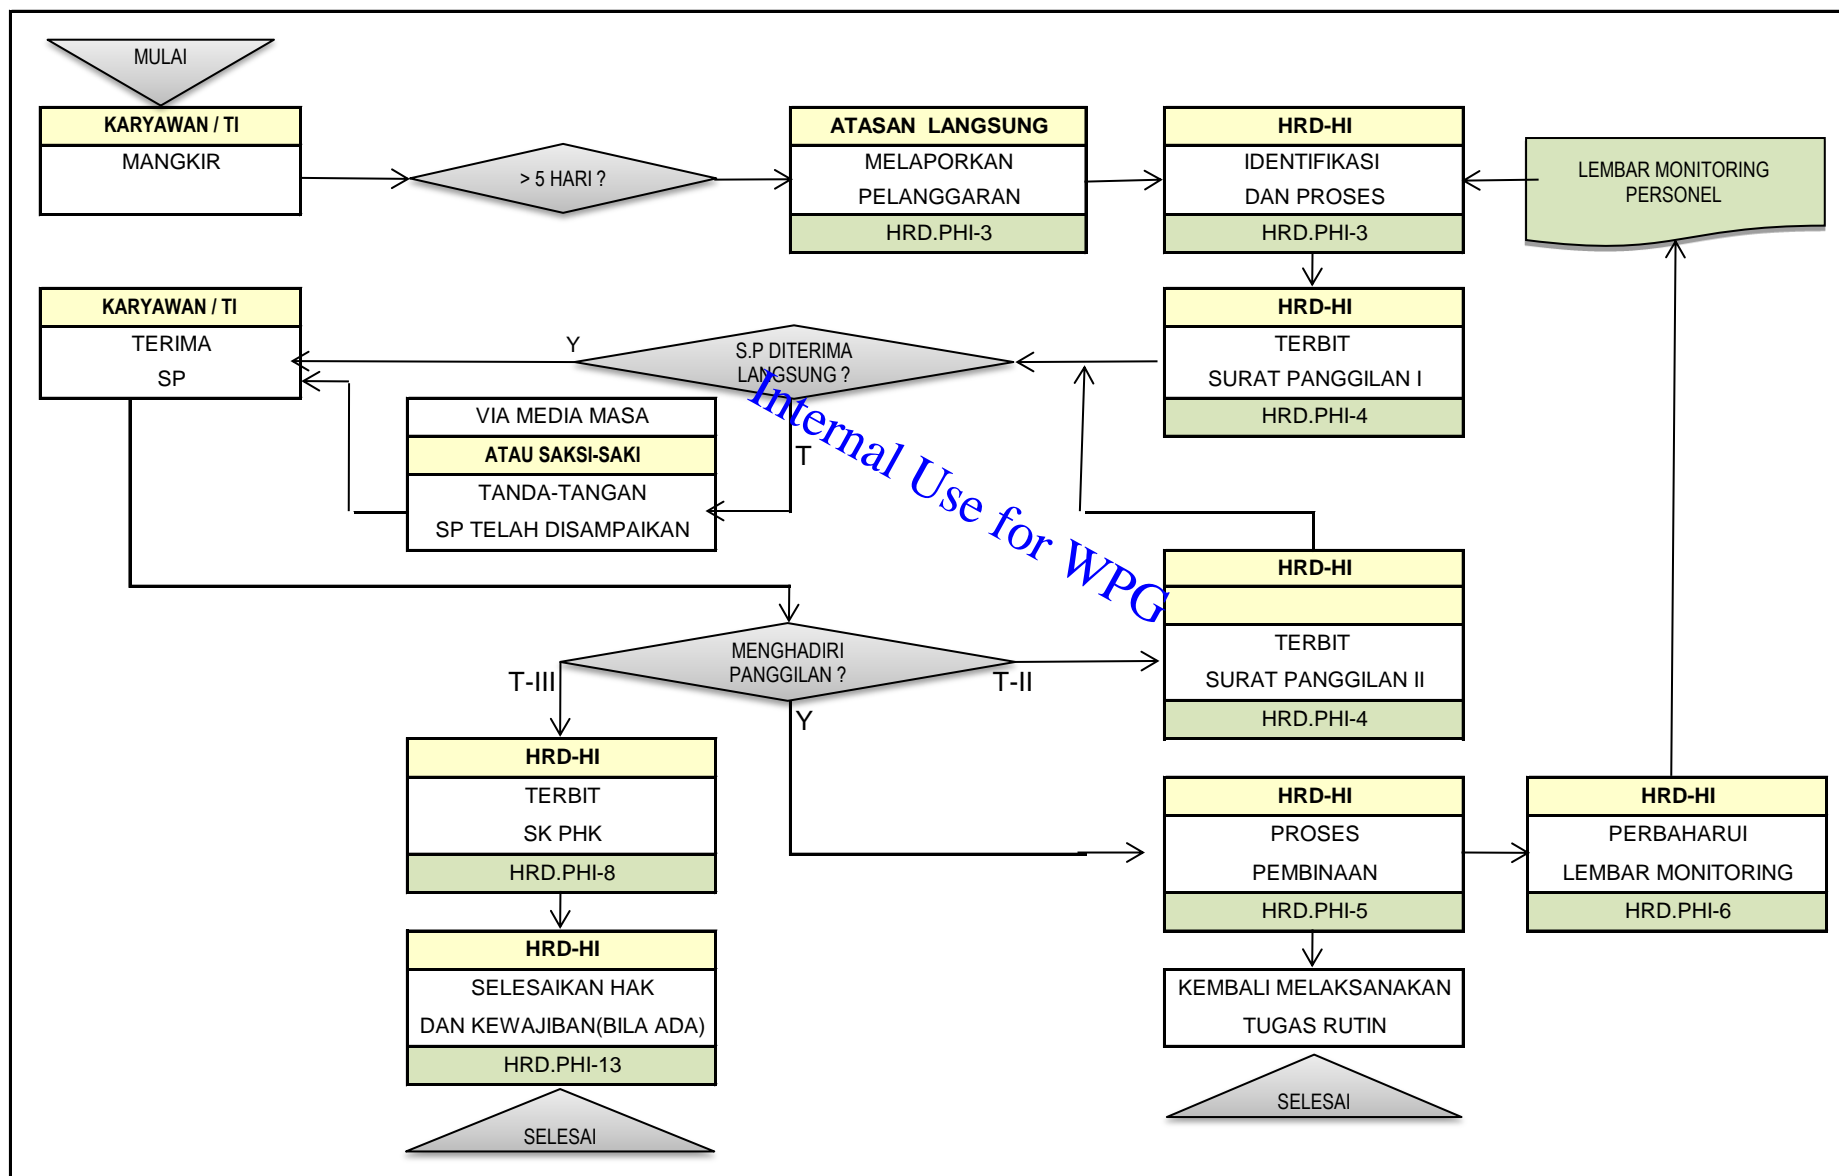 MULAI
KARYAWAN / TI
MANGKIR
> 5 HARI ?
ATASAN LANGSUNG
MELAPORKAN
PELANGGARAN
HRD.PHI-3
HRD-HI
IDENTIFIKASI
DAN PROSES
HRD.PHI-3
LEMBAR MONITORING
PERSONEL
KARYAWAN / TI
TERIMA
SP
Y
S.P DITERIMA
LANGSUNG ?
T
HRD-HI
TERBIT
SURAT PANGGILAN I
HRD.PHI-4
VIA MEDIA MASA
ATAU SAKSI-SAKI
TANDA-TANGAN
SP TELAH DISAMPAIKAN
Internal Use for WPG
MENGHADIRI
PANGGILAN ?
T-III
T-II
Y
HRD-HI
TERBIT
SURAT PANGGILAN II
HRD.PHI-4
HRD-HI
TERBIT
SK PHK
HRD.PHI-8
HRD-HI
PROSES
PEMBINAAN
HRD.PHI-5
HRD-HI
PERBAHARUI
LEMBAR MONITORING
HRD.PHI-6
HRD-HI
SELESAIKAN HAK
DAN KEWAJIBAN(BILA ADA)
HRD.PHI-13
KEMBALI MELAKSANAKAN
TUGAS RUTIN
SELESAI
SELESAI